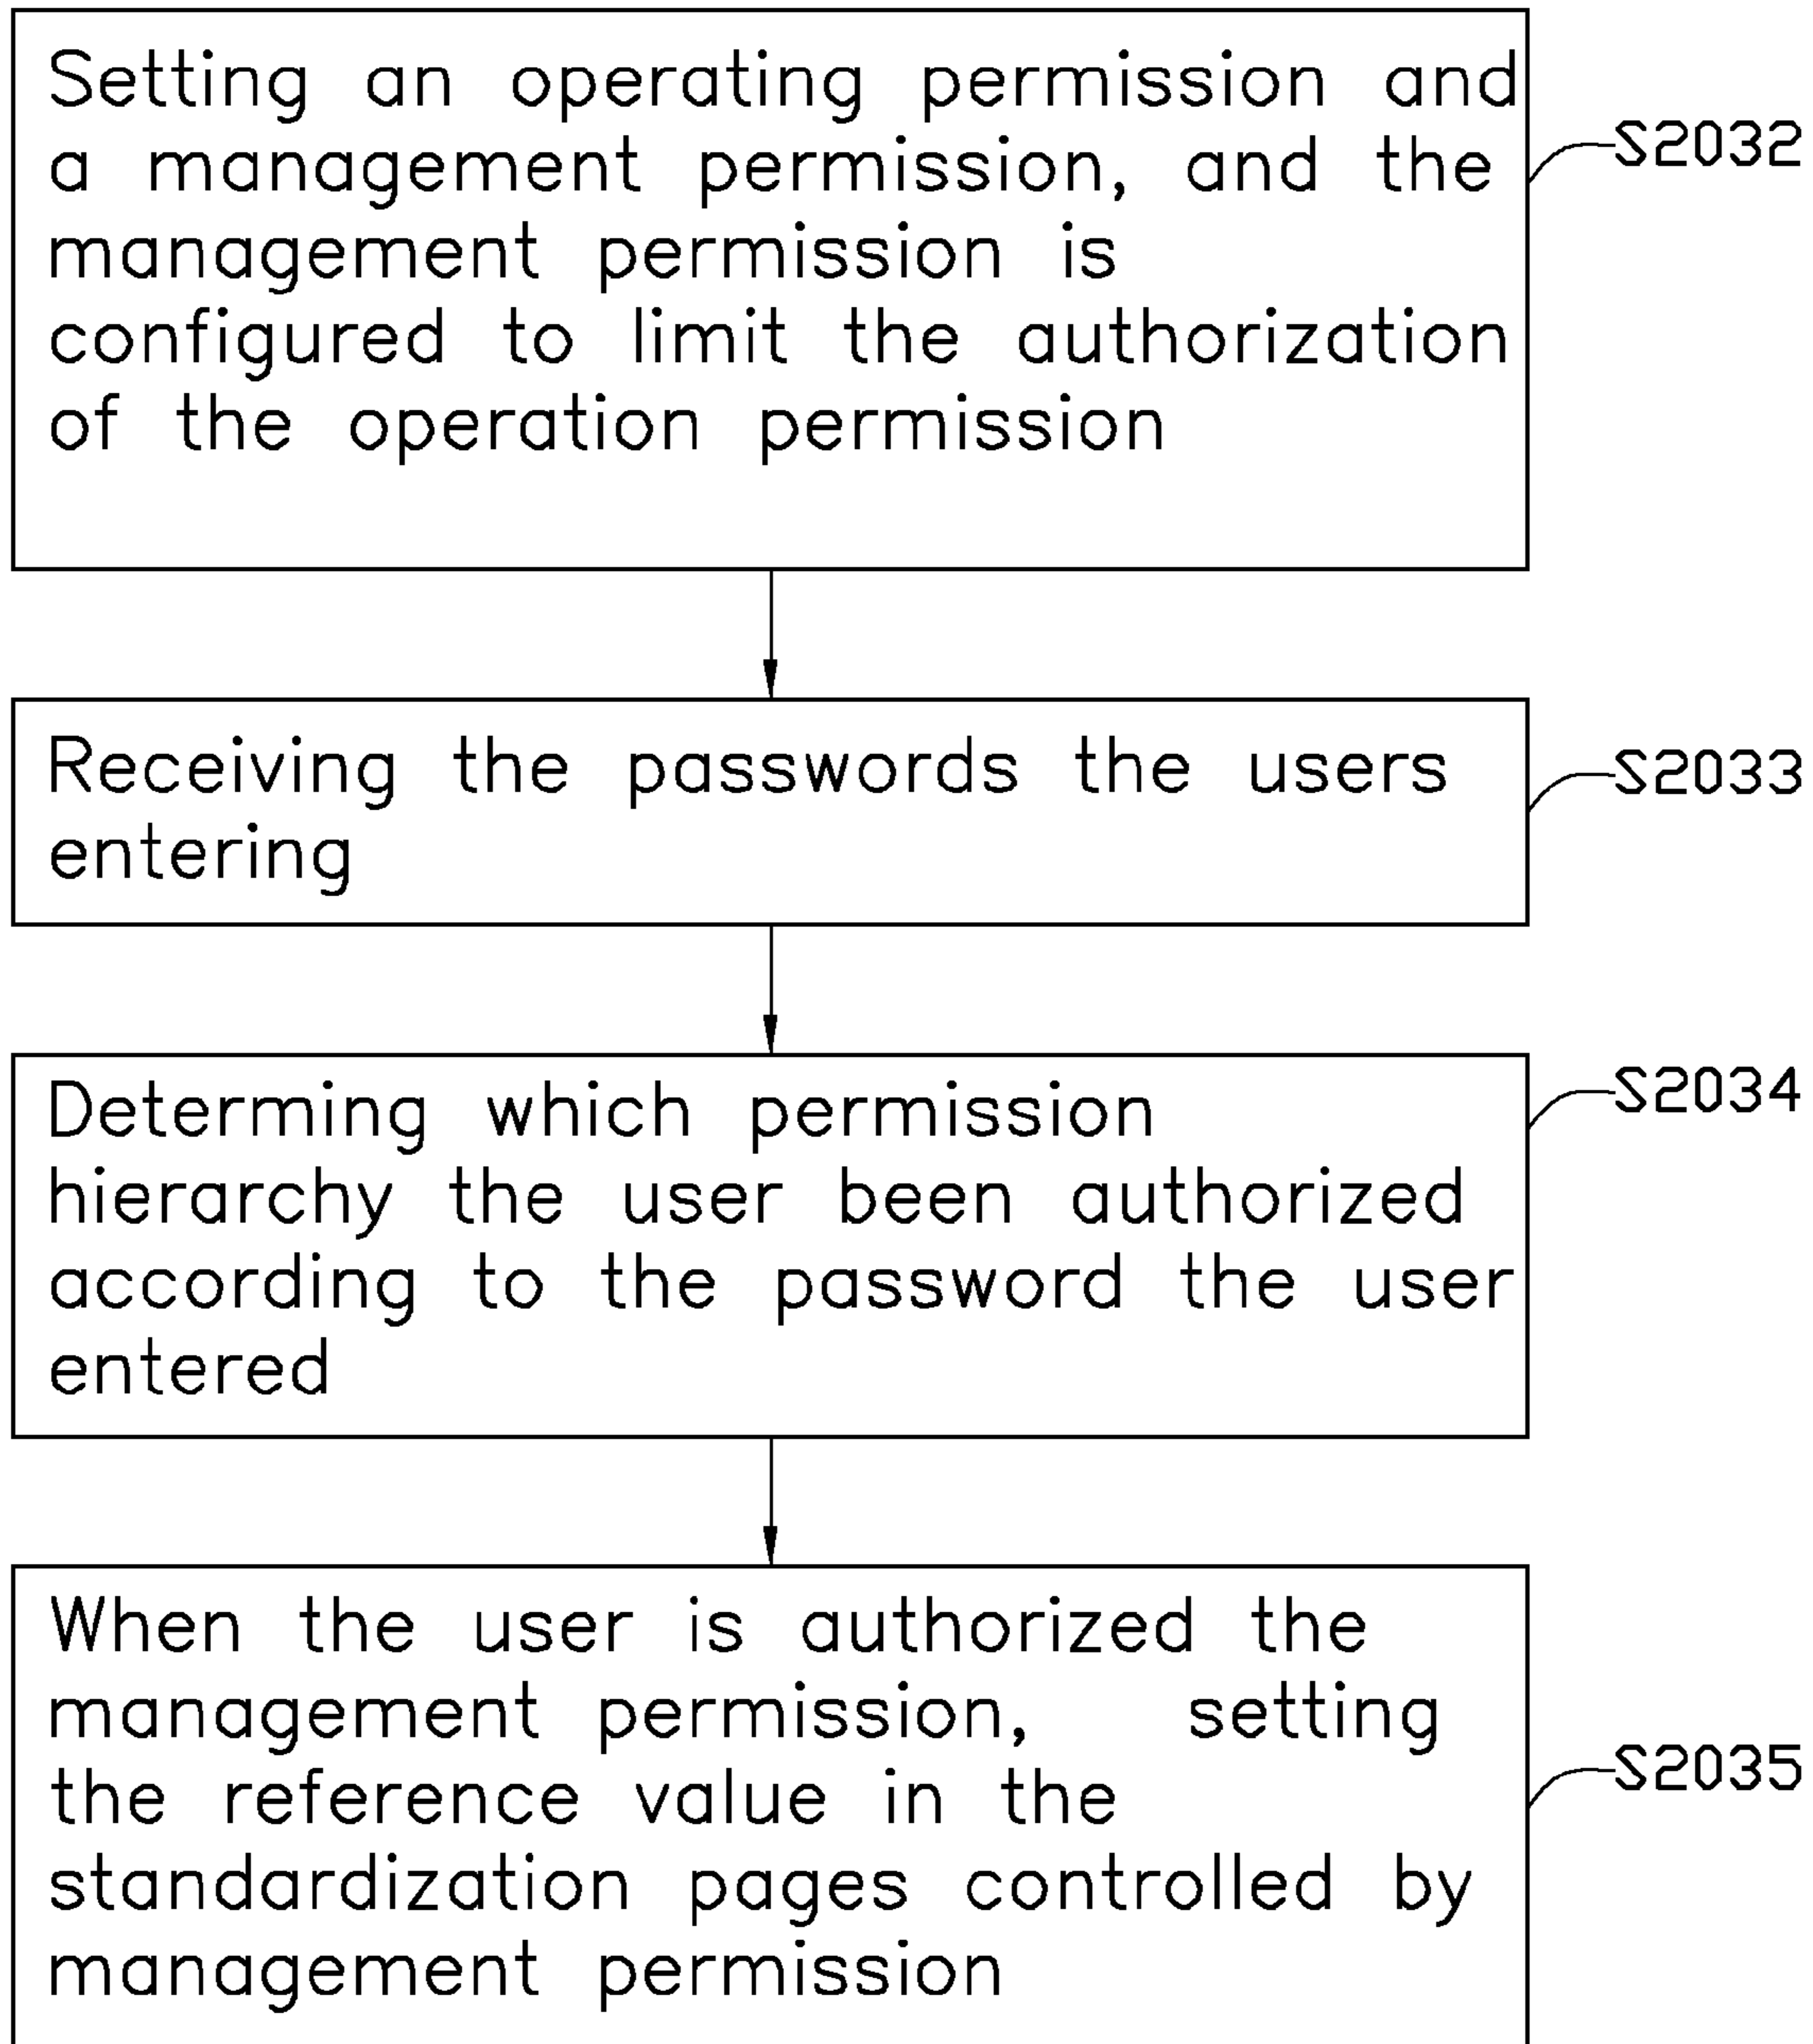 Setting an operating permission and
a management permission, and the
management permission is
configured to limit the authorization
of the operation permission
S2032
Receiving the passwords the users
entering
S2033
Determing which permission
hierarchy the user been authorized
according to the password the user
entered
S2034
When the user is authorized the
management permission, setting
the reference value in the
standardization pages controlled by
management permission
S2035